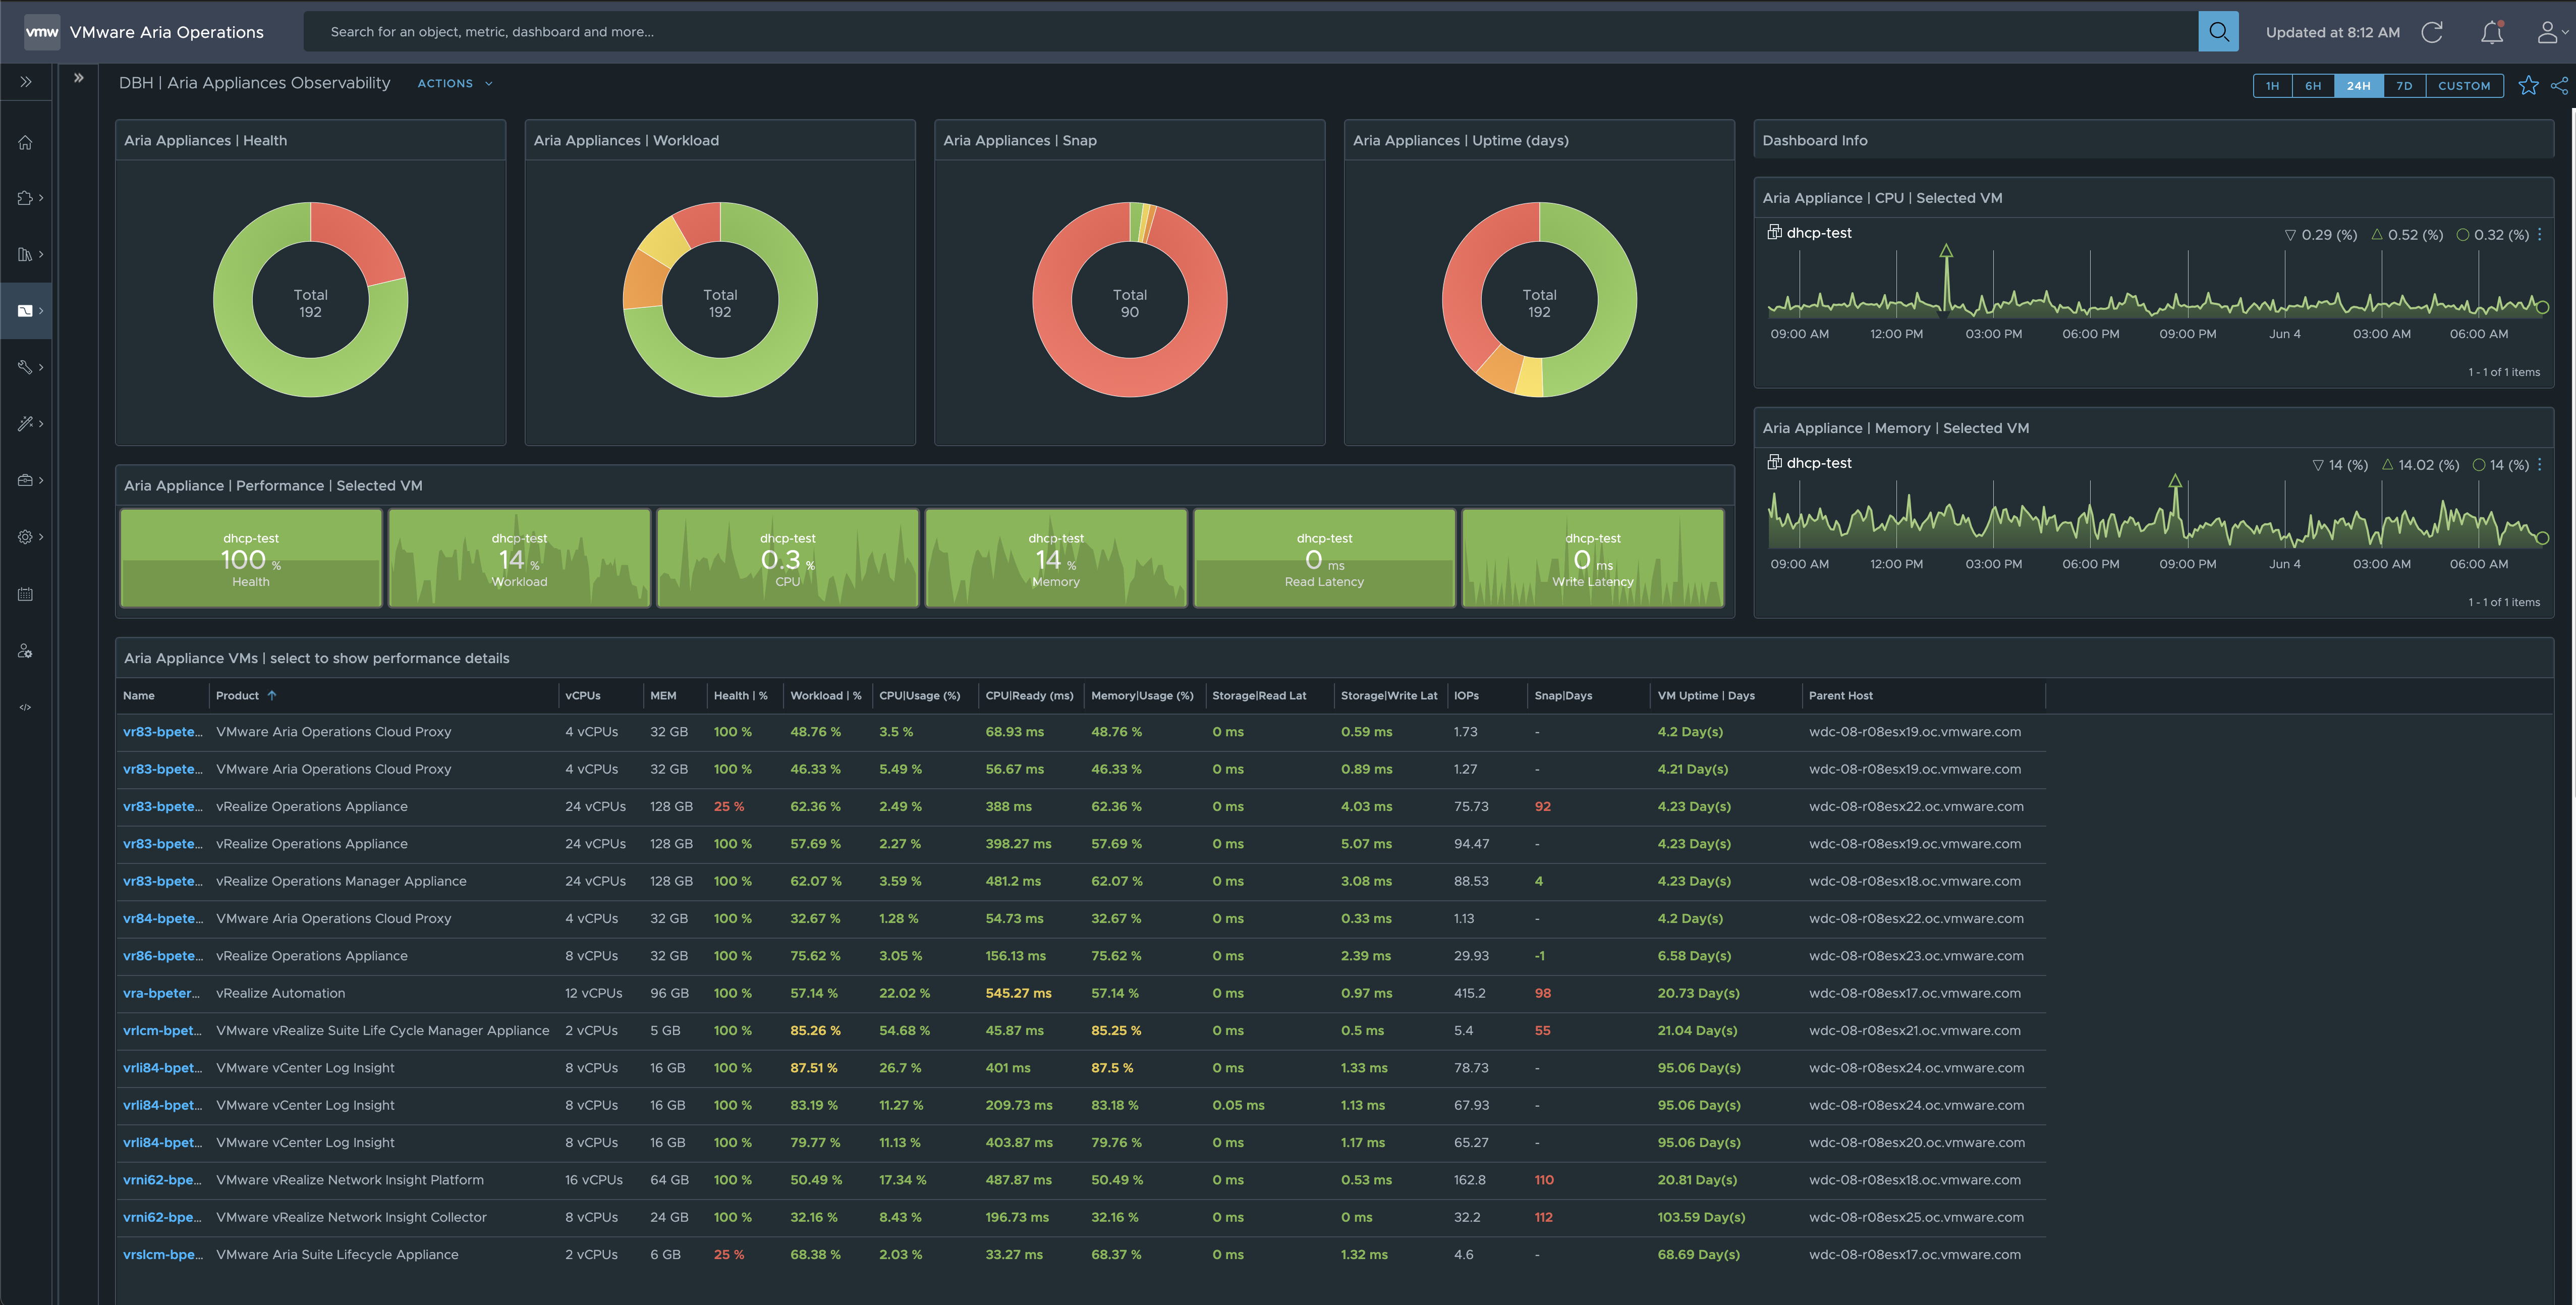 vmw VMware Aria Operations
Search for an object, metric, dashboard and more...
Updated at 8:12 AM
DBH | Aria Appliances Observability ACTIONS
1H 6H 24H 7D CUSTOM
Aria Appliances | Health
Total
192
Aria Appliances | Workload
Total
192
Aria Appliances | Snap
Total
90
Aria Appliances | Uptime (days)
Total
192
Dashboard Info
Aria Appliance | CPU | Selected VM
dhcp-test
0.29 (%) 0.52 (%) 0.32 (%)
09:00 AM 12:00 PM 03:00 PM 06:00 PM 09:00 PM Jun 4 03:00 AM 06:00 AM
1 - 1 of 1 items
Aria Appliance | Memory | Selected VM
dhcp-test
14 (%) 14.02 (%) 14 (%)
09:00 AM 12:00 PM 03:00 PM 06:00 PM 09:00 PM Jun 4 03:00 AM 06:00 AM
1 - 1 of 1 items
Aria Appliance | Performance | Selected VM
dhcp-test
100 %
Health
dhcp-test
14 %
Workload
dhcp-test
0.3 %
CPU
dhcp-test
14 %
Memory
dhcp-test
0 ms
Read Latency
dhcp-test
0 ms
Write Latency
Aria Appliance VMs | select to show performance details
Name Product vCPUs MEM Health | % Workload | % CPU|Usage (%) CPU|Ready (ms) Memory|Usage (%) Storage|Read Lat Storage|Write Lat IOPs Snap|Days VM Uptime | Days Parent Host
vr83-bpete... VMware Aria Operations Cloud Proxy 4 vCPUs 32 GB 100 % 48.76 % 3.5 % 68.93 ms 48.76 % 0 ms 0.59 ms 1.73 - 4.2 Day(s) wdc-08-r08esx19.oc.vmware.com
vr83-bpete... VMware Aria Operations Cloud Proxy 4 vCPUs 32 GB 100 % 46.33 % 5.49 % 56.67 ms 46.33 % 0 ms 0.89 ms 1.27 - 4.21 Day(s) wdc-08-r08esx19.oc.vmware.com
vr83-bpete... vRealize Operations Appliance 24 vCPUs 128 GB 25 % 62.36 % 2.49 % 388 ms 62.36 % 0 ms 4.03 ms 75.73 92 4.23 Day(s) wdc-08-r08esx22.oc.vmware.com
vr83-bpete... vRealize Operations Appliance 24 vCPUs 128 GB 100 % 57.69 % 2.27 % 398.27 ms 57.69 % 0 ms 5.07 ms 94.47 - 4.23 Day(s) wdc-08-r08esx19.oc.vmware.com
vr83-bpete... vRealize Operations Manager Appliance 24 vCPUs 128 GB 100 % 62.07 % 3.59 % 481.2 ms 62.07 % 0 ms 3.08 ms 88.53 4 4.23 Day(s) wdc-08-r08esx18.oc.vmware.com
vr84-bpete... VMware Aria Operations Cloud Proxy 4 vCPUs 32 GB 100 % 32.67 % 1.28 % 54.73 ms 32.67 % 0 ms 0.33 ms 1.13 - 4.2 Day(s) wdc-08-r08esx22.oc.vmware.com
vr86-bpete... vRealize Operations Appliance 8 vCPUs 32 GB 100 % 75.62 % 3.05 % 156.13 ms 75.62 % 0 ms 2.39 ms 29.93 -1 6.58 Day(s) wdc-08-r08esx23.oc.vmware.com
vra-bpeter... vRealize Automation 12 vCPUs 96 GB 100 % 57.14 % 22.02 % 545.27 ms 57.14 % 0 ms 0.97 ms 415.2 98 20.73 Day(s) wdc-08-r08esx17.oc.vmware.com
vrlcm-bpet... VMware vRealize Suite Life Cycle Manager Appliance 2 vCPUs 5 GB 100 % 85.26 % 54.68 % 45.87 ms 85.25 % 0 ms 0.5 ms 5.4 55 21.04 Day(s) wdc-08-r08esx21.oc.vmware.com
vrli84-bpet... VMware vCenter Log Insight 8 vCPUs 16 GB 100 % 87.51 % 26.7 % 401 ms 87.5 % 0 ms 1.33 ms 78.73 - 95.06 Day(s) wdc-08-r08esx24.oc.vmware.com
vrli84-bpet... VMware vCenter Log Insight 8 vCPUs 16 GB 100 % 83.19 % 11.27 % 209.73 ms 83.18 % 0.05 ms 1.13 ms 67.93 - 95.06 Day(s) wdc-08-r08esx24.oc.vmware.com
vrli84-bpet... VMware vCenter Log Insight 8 vCPUs 16 GB 100 % 79.77 % 11.13 % 403.87 ms 79.76 % 0 ms 1.17 ms 65.27 - 95.06 Day(s) wdc-08-r08esx20.oc.vmware.com
vrni62-bpe... VMware vRealize Network Insight Platform 16 vCPUs 64 GB 100 % 50.49 % 17.34 % 487.87 ms 50.49 % 0 ms 0.53 ms 162.8 110 20.81 Day(s) wdc-08-r08esx18.oc.vmware.com
vrni62-bpe... VMware vRealize Network Insight Collector 8 vCPUs 24 GB 100 % 32.16 % 8.43 % 196.73 ms 32.16 % 0 ms 0 ms 32.2 112 103.59 Day(s) wdc-08-r08esx25.oc.vmware.com
vrslcm-bpe... VMware Aria Suite Lifecycle Appliance 2 vCPUs 6 GB 25 % 68.38 % 2.03 % 33.27 ms 68.37 % 0 ms 1.32 ms 4.6 - 68.69 Day(s) wdc-08-r08esx17.oc.vmware.com